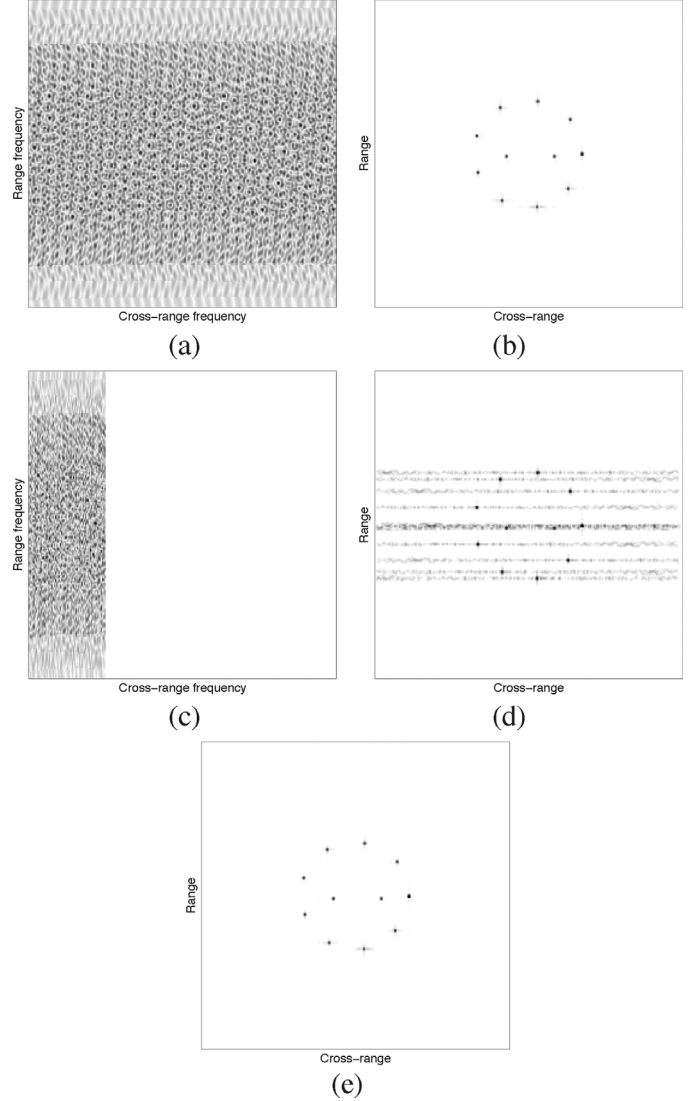 Range frequency
Cross-range frequency
(a)
Range
Cross-range
(b)
Range frequency
Cross-range frequency
(c)
Range
Cross-range
(d)
Range
Cross-range
(e)